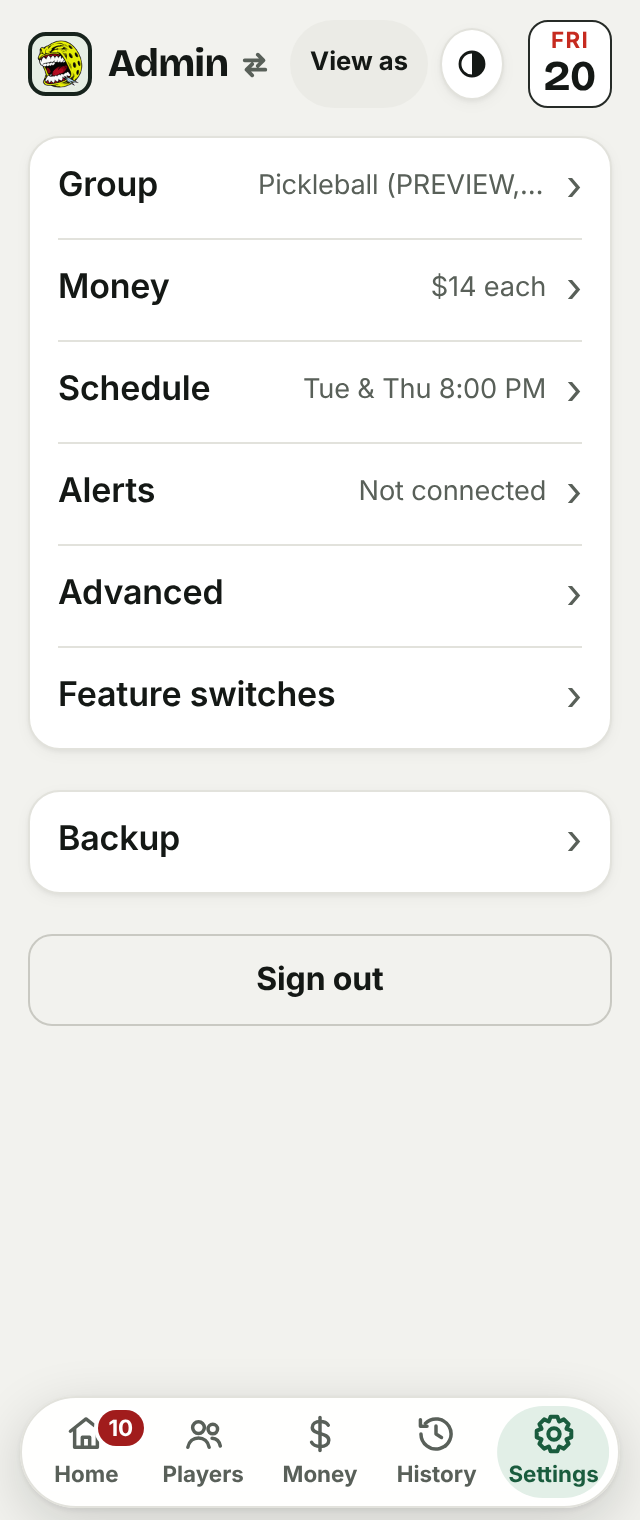 Admin
View as
FRI
20
Group
Pickleball (PREVIEW,...
Money
$14 each
Schedule
Tue & Thu 8:00 PM
Alerts
Not connected
Advanced
Feature switches
Backup
Sign out
10
Home
Players
Money
History
Settings